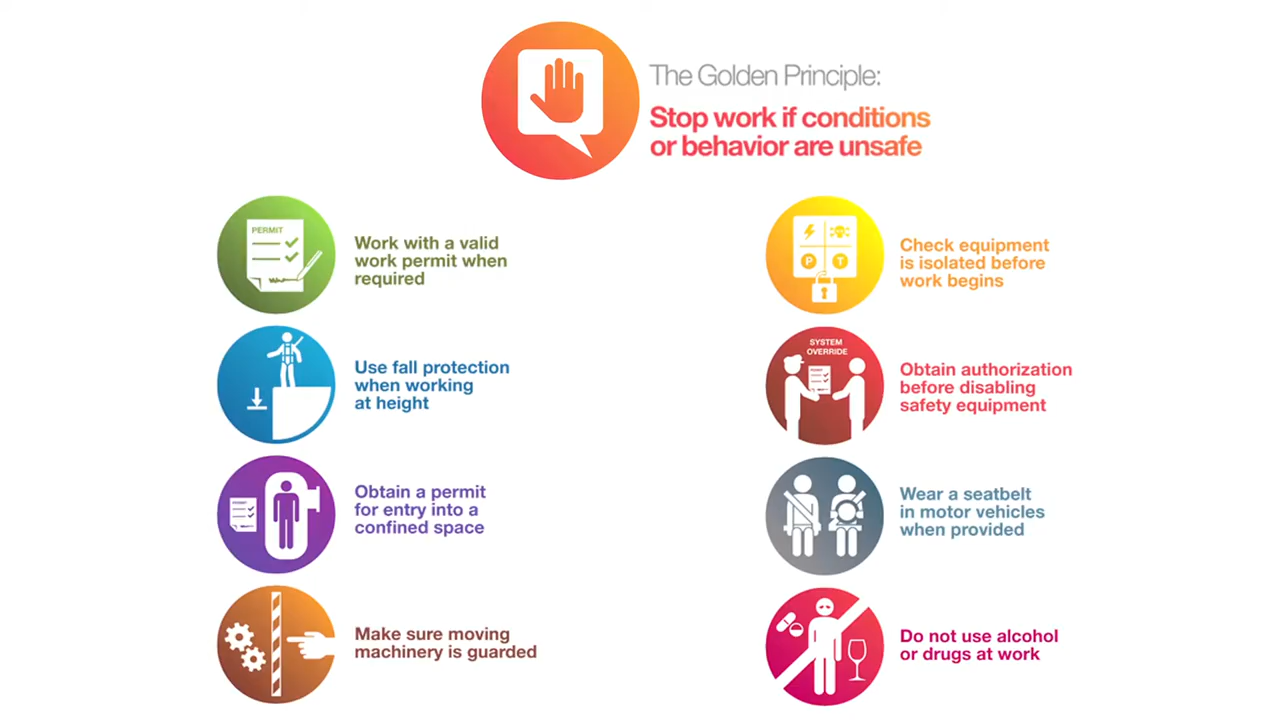 The Golden Principle:
Stop work if conditions
or behavior are unsafe
PERMIT
Work with a valid
work permit when
required
Use fall protection
when working
at height
Obtain a permit
for entry into a
confined space
Make sure moving
machinery is guarded
P T
Check equipment
is isolated before
work begins
SYSTEM
OVERRIDE
PERMIT
Obtain authorization
before disabling
safety equipment
Wear a seatbelt
in motor vehicles
when provided
Do not use alcohol
or drugs at work